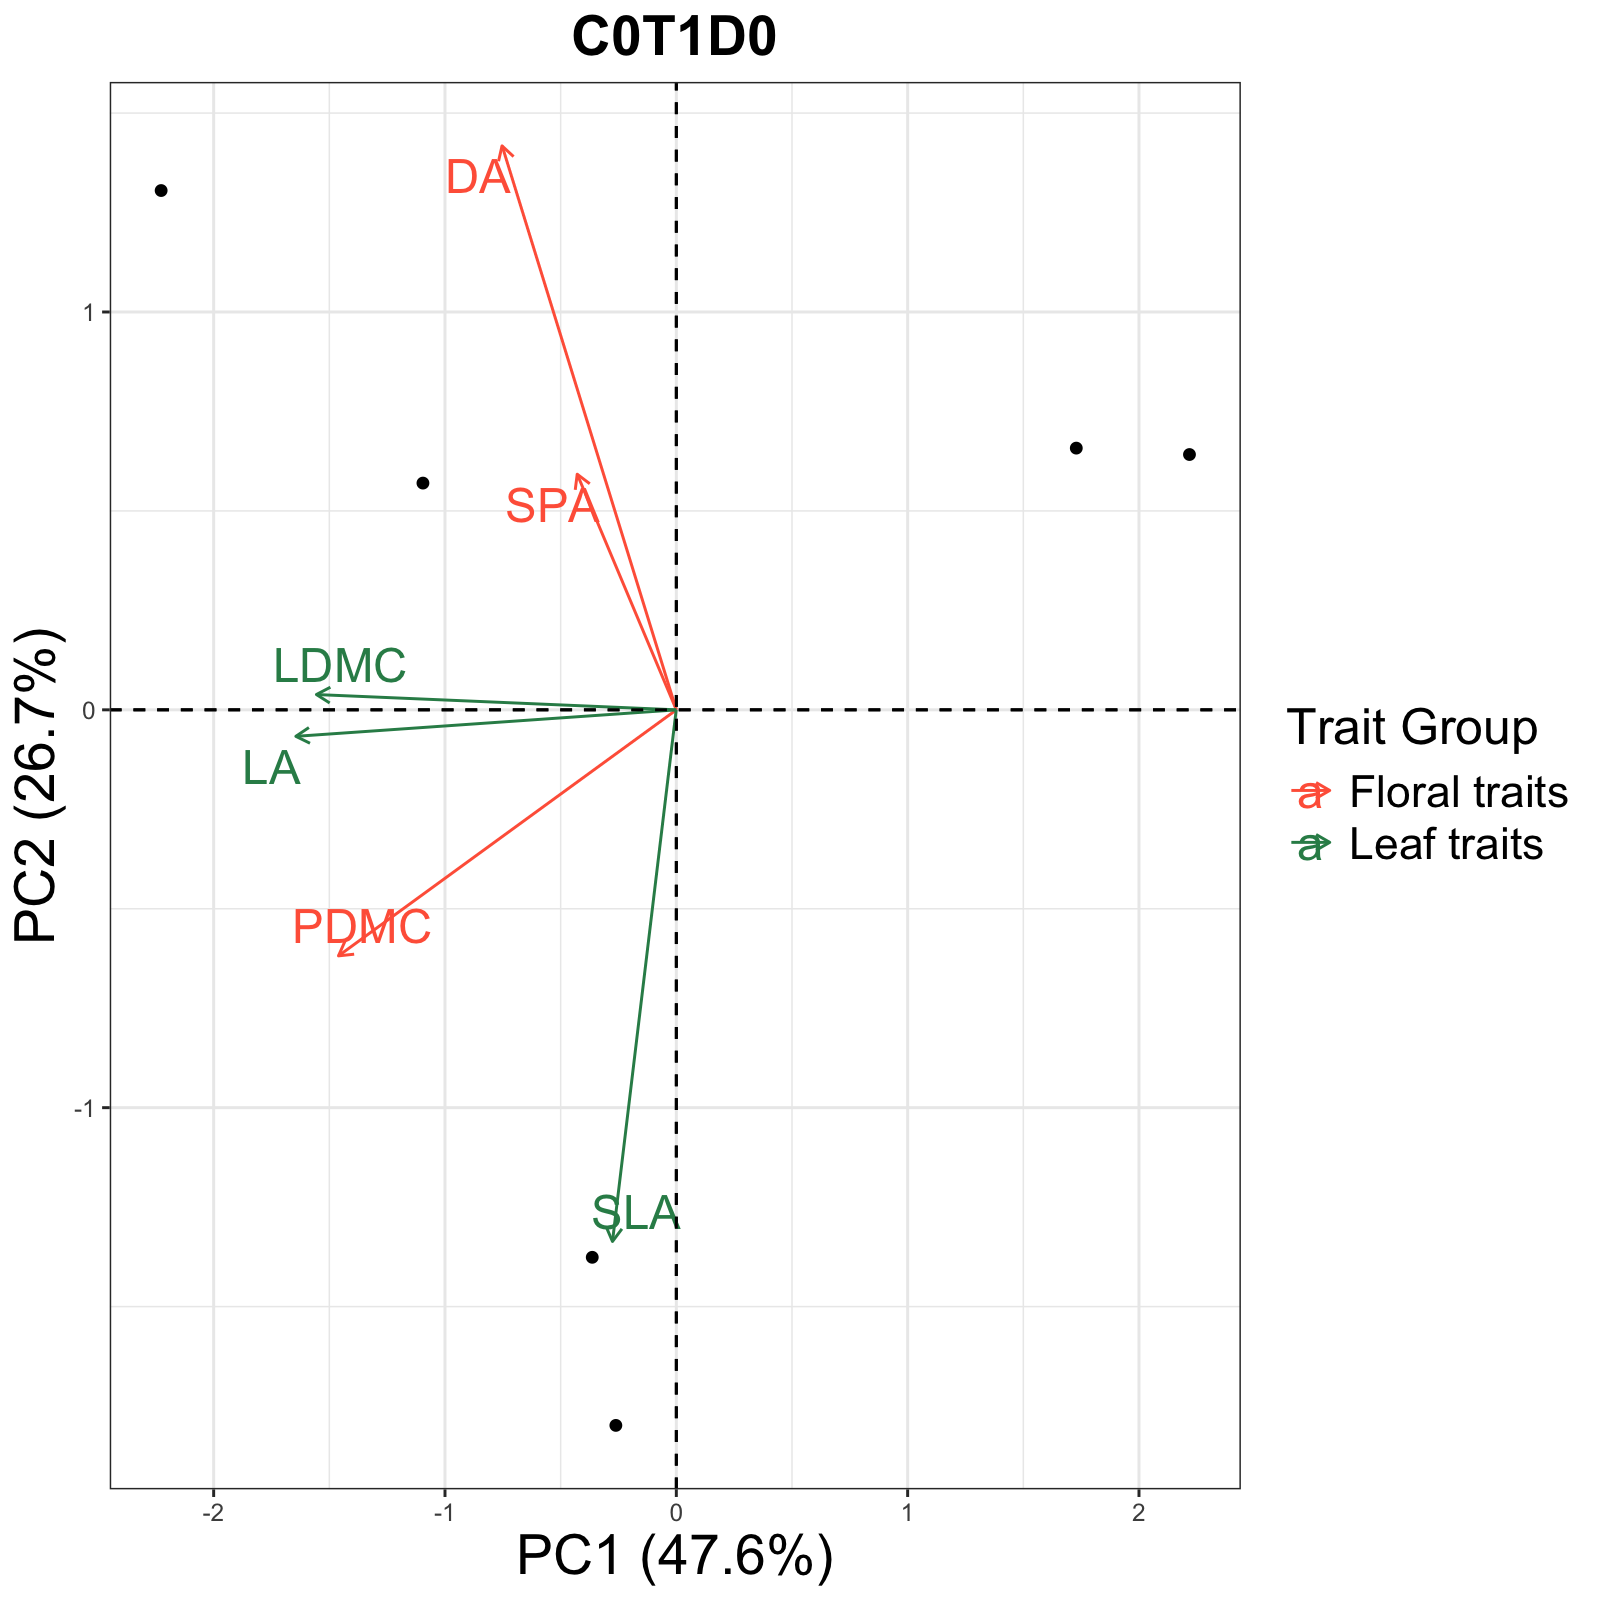 C0T1D0
DA
SPA
LDMC
LA
PDMC
SLA
1
0
-1
-2
-1
0
1
2
PC1 (47.6%)
PC2 (26.7%)
Trait Group
a Floral traits
a Leaf traits